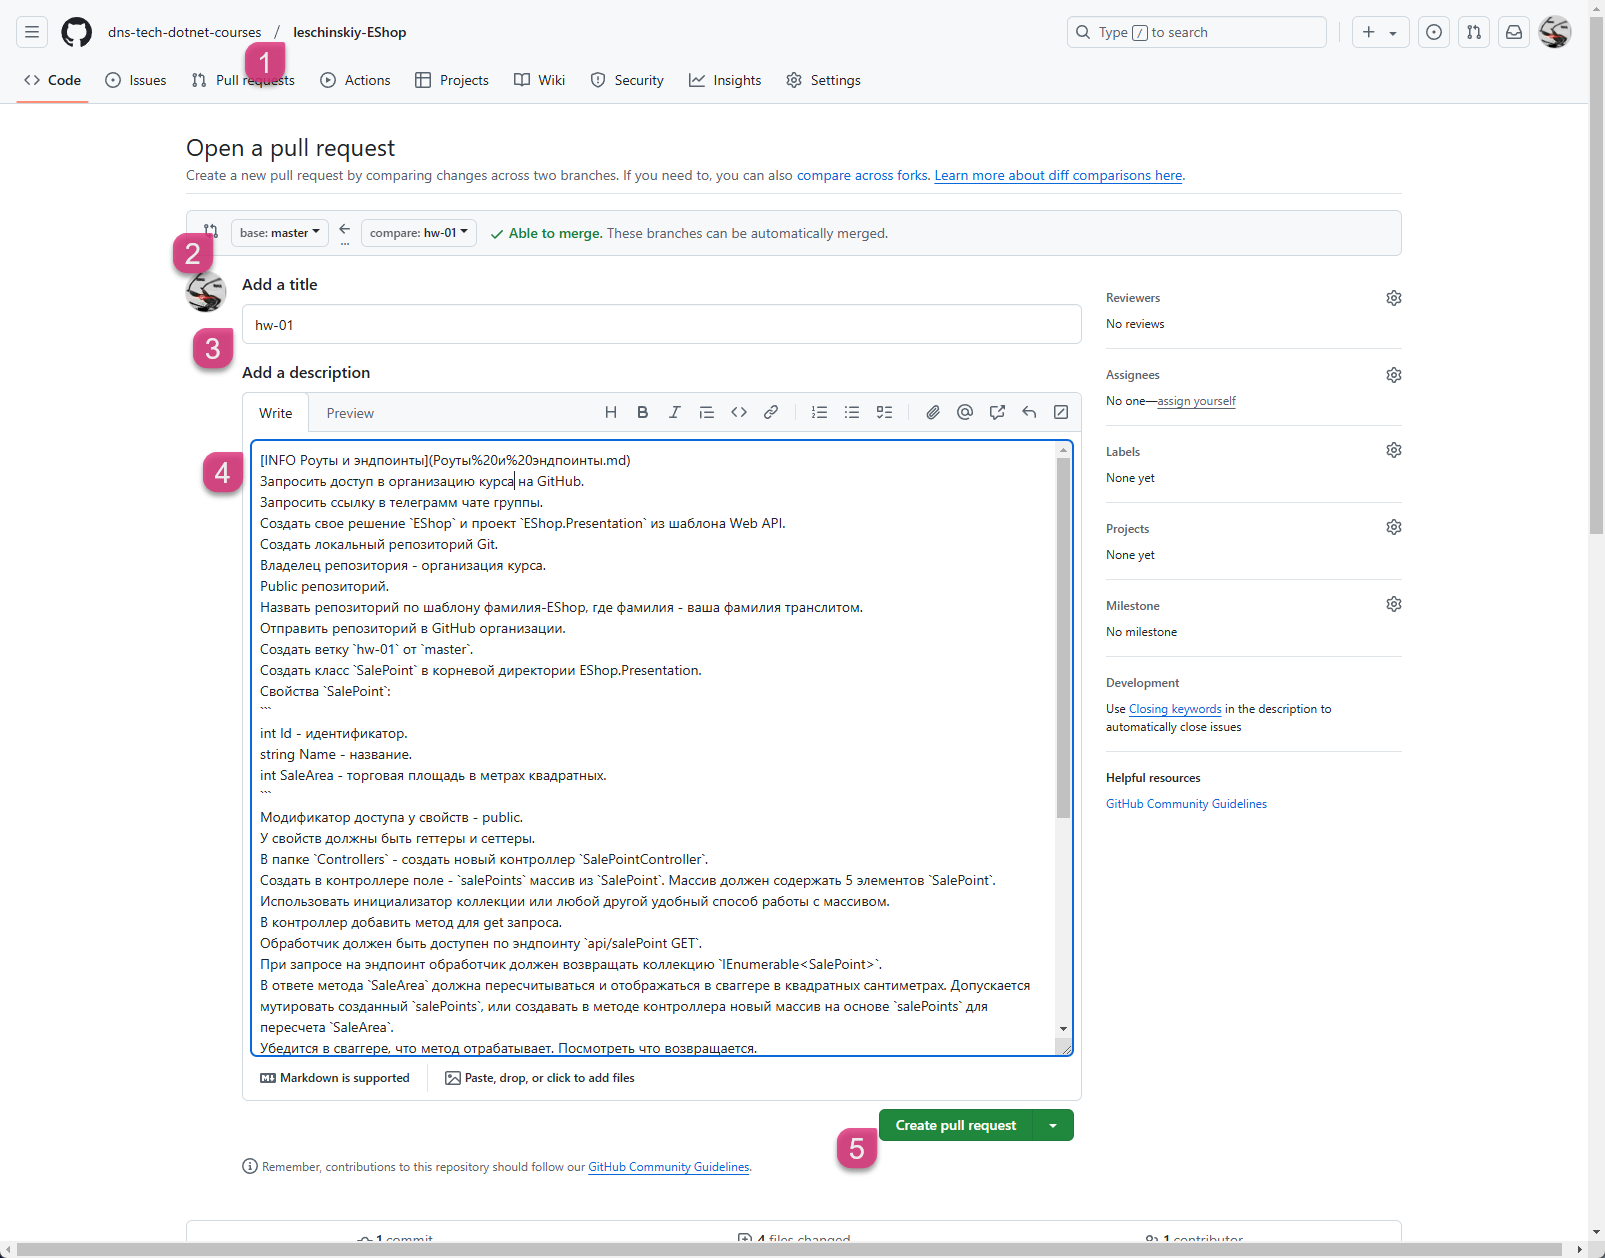 dns-tech-dotnet-courses / leschinskiy-EShop
Type / to search
1
Code Issues Pull requests Actions Projects Wiki Security Insights Settings
Open a pull request
Create a new pull request by comparing changes across two branches. If you need to, you can also compare across forks. Learn more about diff comparisons here.
base: master compare: hw-01 Able to merge. These branches can be automatically merged.
2
Add a title
hw-01
3
Add a description
Write Preview
4
[INFO Роуты и эндпоинты](Роуты%20и%20эндпоинты.md)
Запросить доступ в организацию курса на GitHub.
Запросить ссылку в телеграмм чате группы.
Создать свое решение `EShop` и проект `EShop.Presentation` из шаблона Web API.
Создать локальный репозиторий Git.
Владелец репозитория - организация курса.
Public репозиторий.
Назвать репозиторий по шаблону фамилия-EShop, где фамилия - ваша фамилия транслитом.
Отправить репозиторий в GitHub организации.
Создать ветку `hw-01` от `master`.
Создать класс `SalePoint` в корневой директории EShop.Presentation.
Свойства `SalePoint`:
```
int Id - идентификатор.
string Name - название.
int SaleArea - торговая площадь в метрах квадратных.
```
Модификатор доступа у свойств - public.
У свойств должны быть геттеры и сеттеры.
В папке `Controllers` - создать новый контроллер `SalePointController`.
Создать в контроллере поле - `salePoints` массив из `SalePoint`. Массив должен содержать 5 элементов `SalePoint`.
Использовать инициализатор коллекции или любой другой удобный способ работы с массивом.
В контроллер добавить метод для get запроса.
Обработчик должен быть доступен по эндпоинту `api/salePoint GET`.
При запросе на эндпоинт обработчик должен возвращать коллекцию `IEnumerable<SalePoint>`.
В ответе метода `SaleArea` должна пересчитываться и отображаться в сваггере в квадратных сантиметрах. Допускается
мутировать созданный `salePoints`, или создавать в методе контроллера новый массив на основе `salePoints` для
пересчета `SaleArea`.
Убедится в сваггере, что метод отрабатывает. Посмотреть что возвращается.
Markdown is supported Paste, drop, or click to add files
Create pull request
5
Remember, contributions to this repository should follow our GitHub Community Guidelines.
Reviewers
No reviews
Assignees
No one—assign yourself
Labels
None yet
Projects
None yet
Milestone
No milestone
Development
Use Closing keywords in the description to
automatically close issues
Helpful resources
GitHub Community Guidelines
1 commit 4 files changed 1 contributor